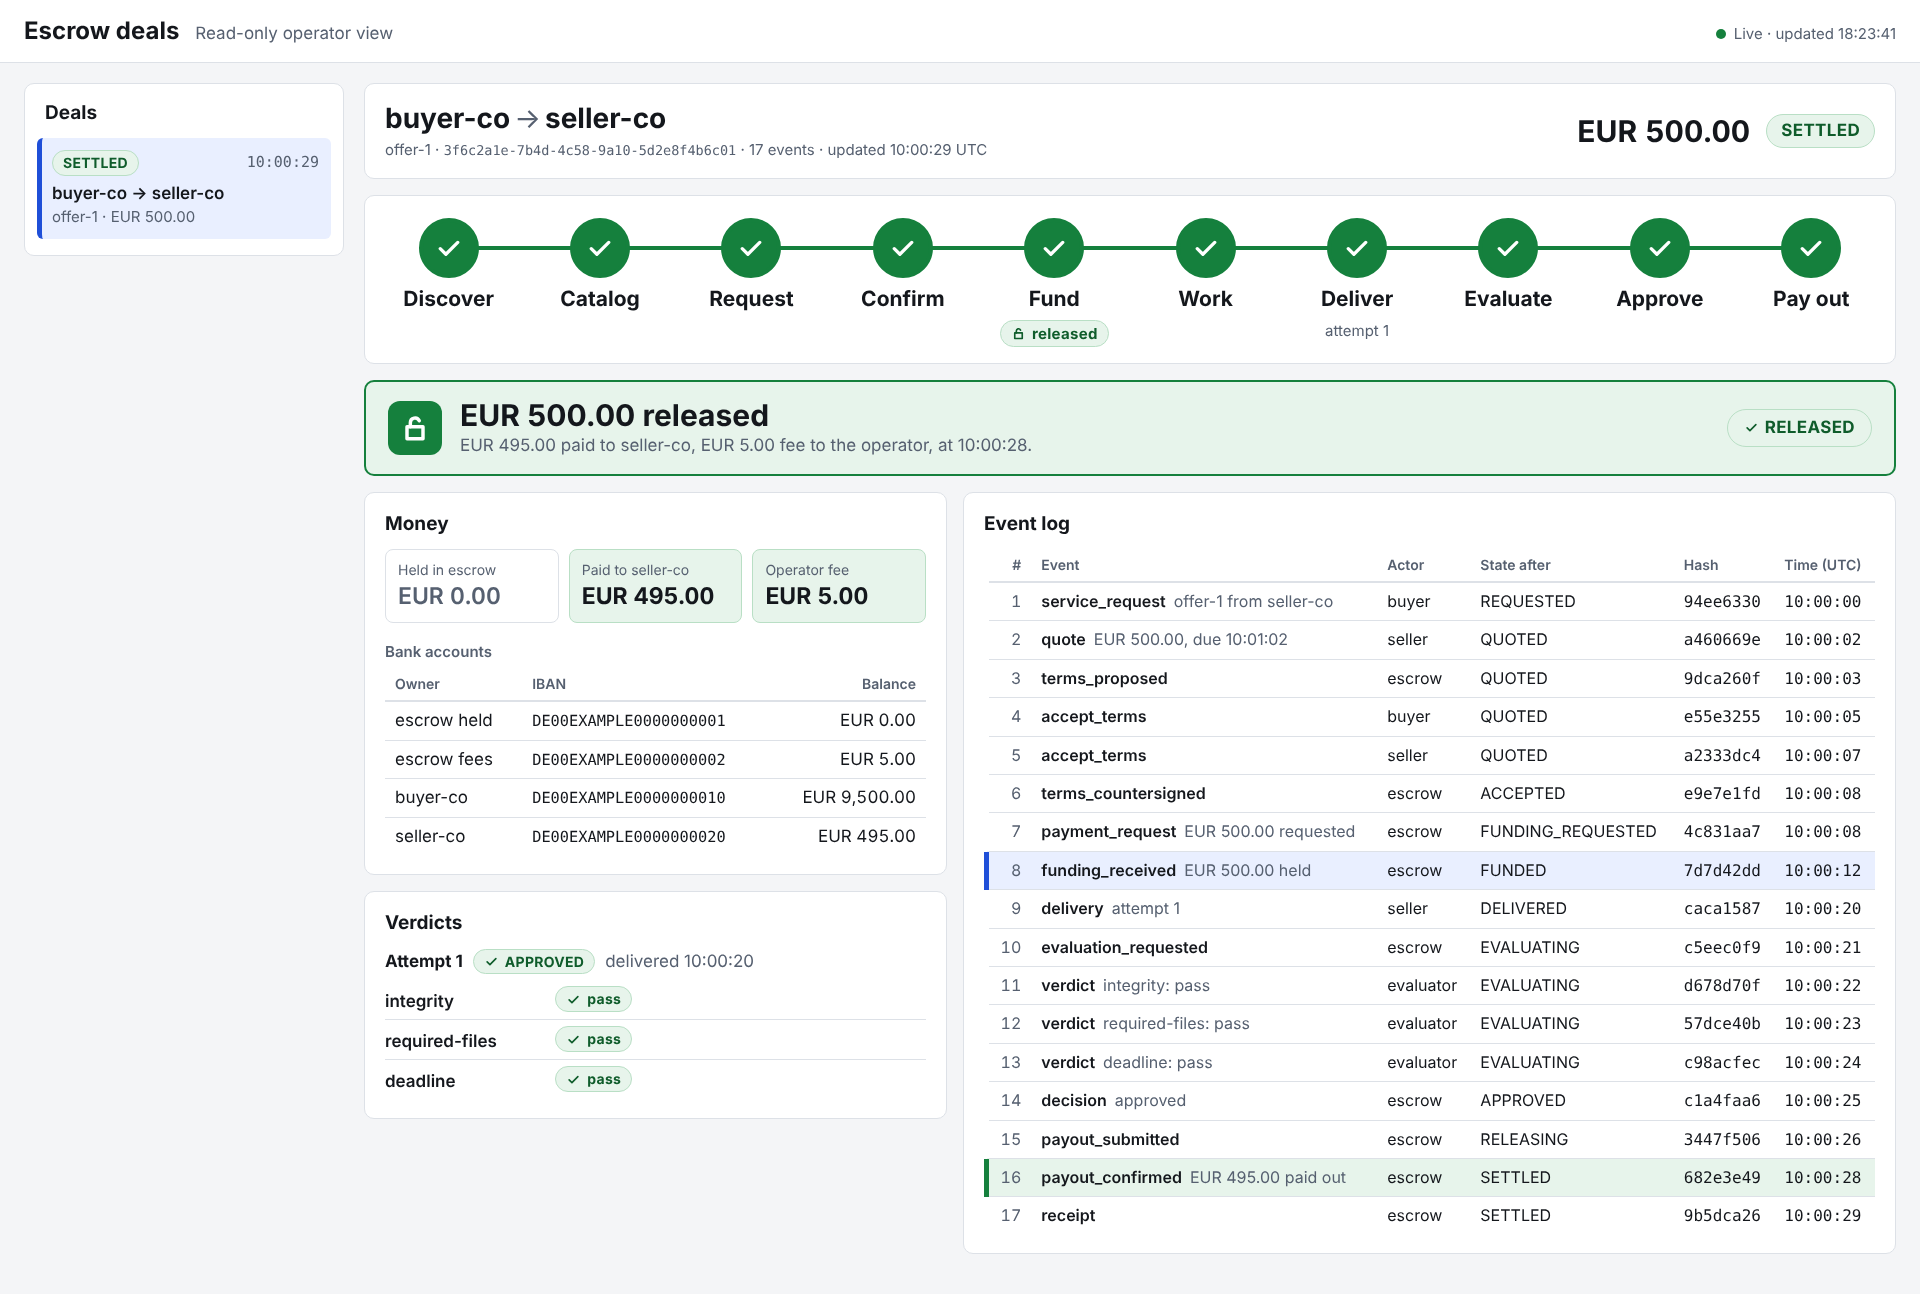 Escrow deals Read-only operator view
Live · updated 18:23:41
Deals
SETTLED 10:00:29
buyer-co → seller-co
offer-1 · EUR 500.00
buyer-co → seller-co
offer-1 · 3f6c2a1e-7b4d-4c58-9a10-5d2e8f4b6c01 · 17 events · updated 10:00:29 UTC
EUR 500.00 SETTLED
Discover Catalog Request Confirm Fund Work Deliver Evaluate Approve Pay out
released attempt 1
EUR 500.00 released
EUR 495.00 paid to seller-co, EUR 5.00 fee to the operator, at 10:00:28.
RELEASED
Money
Held in escrow Paid to seller-co Operator fee
EUR 0.00 EUR 495.00 EUR 5.00
Bank accounts
Owner IBAN Balance
escrow held DE00EXAMPLE0000000001 EUR 0.00
escrow fees DE00EXAMPLE0000000002 EUR 5.00
buyer-co DE00EXAMPLE0000000010 EUR 9,500.00
seller-co DE00EXAMPLE0000000020 EUR 495.00
Verdicts
Attempt 1 APPROVED delivered 10:00:20
integrity pass
required-files pass
deadline pass
Event log
# Event Actor State after Hash Time (UTC)
1 service_request offer-1 from seller-co buyer REQUESTED 94ee6330 10:00:00
2 quote EUR 500.00, due 10:01:02 seller QUOTED a460669e 10:00:02
3 terms_proposed escrow QUOTED 9dca260f 10:00:03
4 accept_terms buyer QUOTED e55e3255 10:00:05
5 accept_terms seller QUOTED a2333dc4 10:00:07
6 terms_countersigned escrow ACCEPTED e9e7e1fd 10:00:08
7 payment_request EUR 500.00 requested escrow FUNDING_REQUESTED 4c831aa7 10:00:08
8 funding_received EUR 500.00 held escrow FUNDED 7d7d42dd 10:00:12
9 delivery attempt 1 seller DELIVERED caca1587 10:00:20
10 evaluation_requested escrow EVALUATING c5eec0f9 10:00:21
11 verdict integrity: pass evaluator EVALUATING d678d70f 10:00:22
12 verdict required-files: pass evaluator EVALUATING 57dce40b 10:00:23
13 verdict deadline: pass evaluator EVALUATING c98acfec 10:00:24
14 decision approved escrow APPROVED c1a4faa6 10:00:25
15 payout_submitted escrow RELEASING 3447f506 10:00:26
16 payout_confirmed EUR 495.00 paid out escrow SETTLED 682e3e49 10:00:28
17 receipt escrow SETTLED 9b5dca26 10:00:29